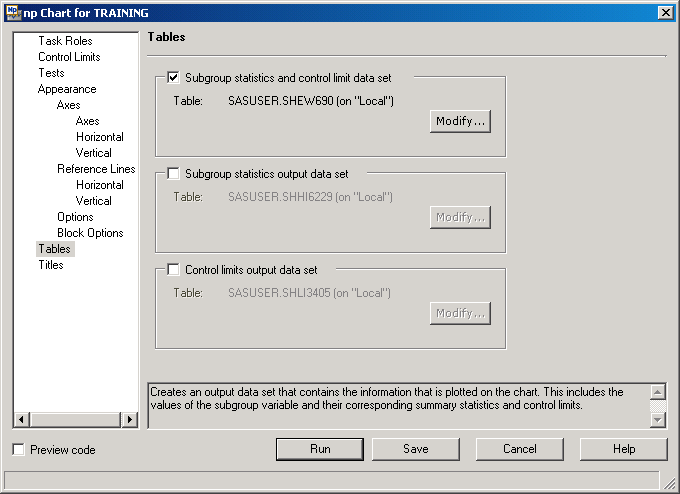 Np np Chart for TRAINING
Task Roles
Control Limits
Tests
Appearance
Axes
Axes
Horizontal
Vertical
Reference Lines
Horizontal
Vertical
Options
Block Options
Tables
Titles
Tables
Subgroup statistics and control limit data set
Table: SASUSER.SHEW690 (on "Local")
Modify...
Subgroup statistics output data set
Table: SASUSER.SHHI6229 (on "Local")
Modify...
Control limits output data set
Table: SASUSER.SHLI3405 (on "Local")
Modify...
Creates an output data set that contains the information that is plotted on the chart. This includes the
values of the subgroup variable and their corresponding summary statistics and control limits.
Preview code
Run
Save
Cancel
Help